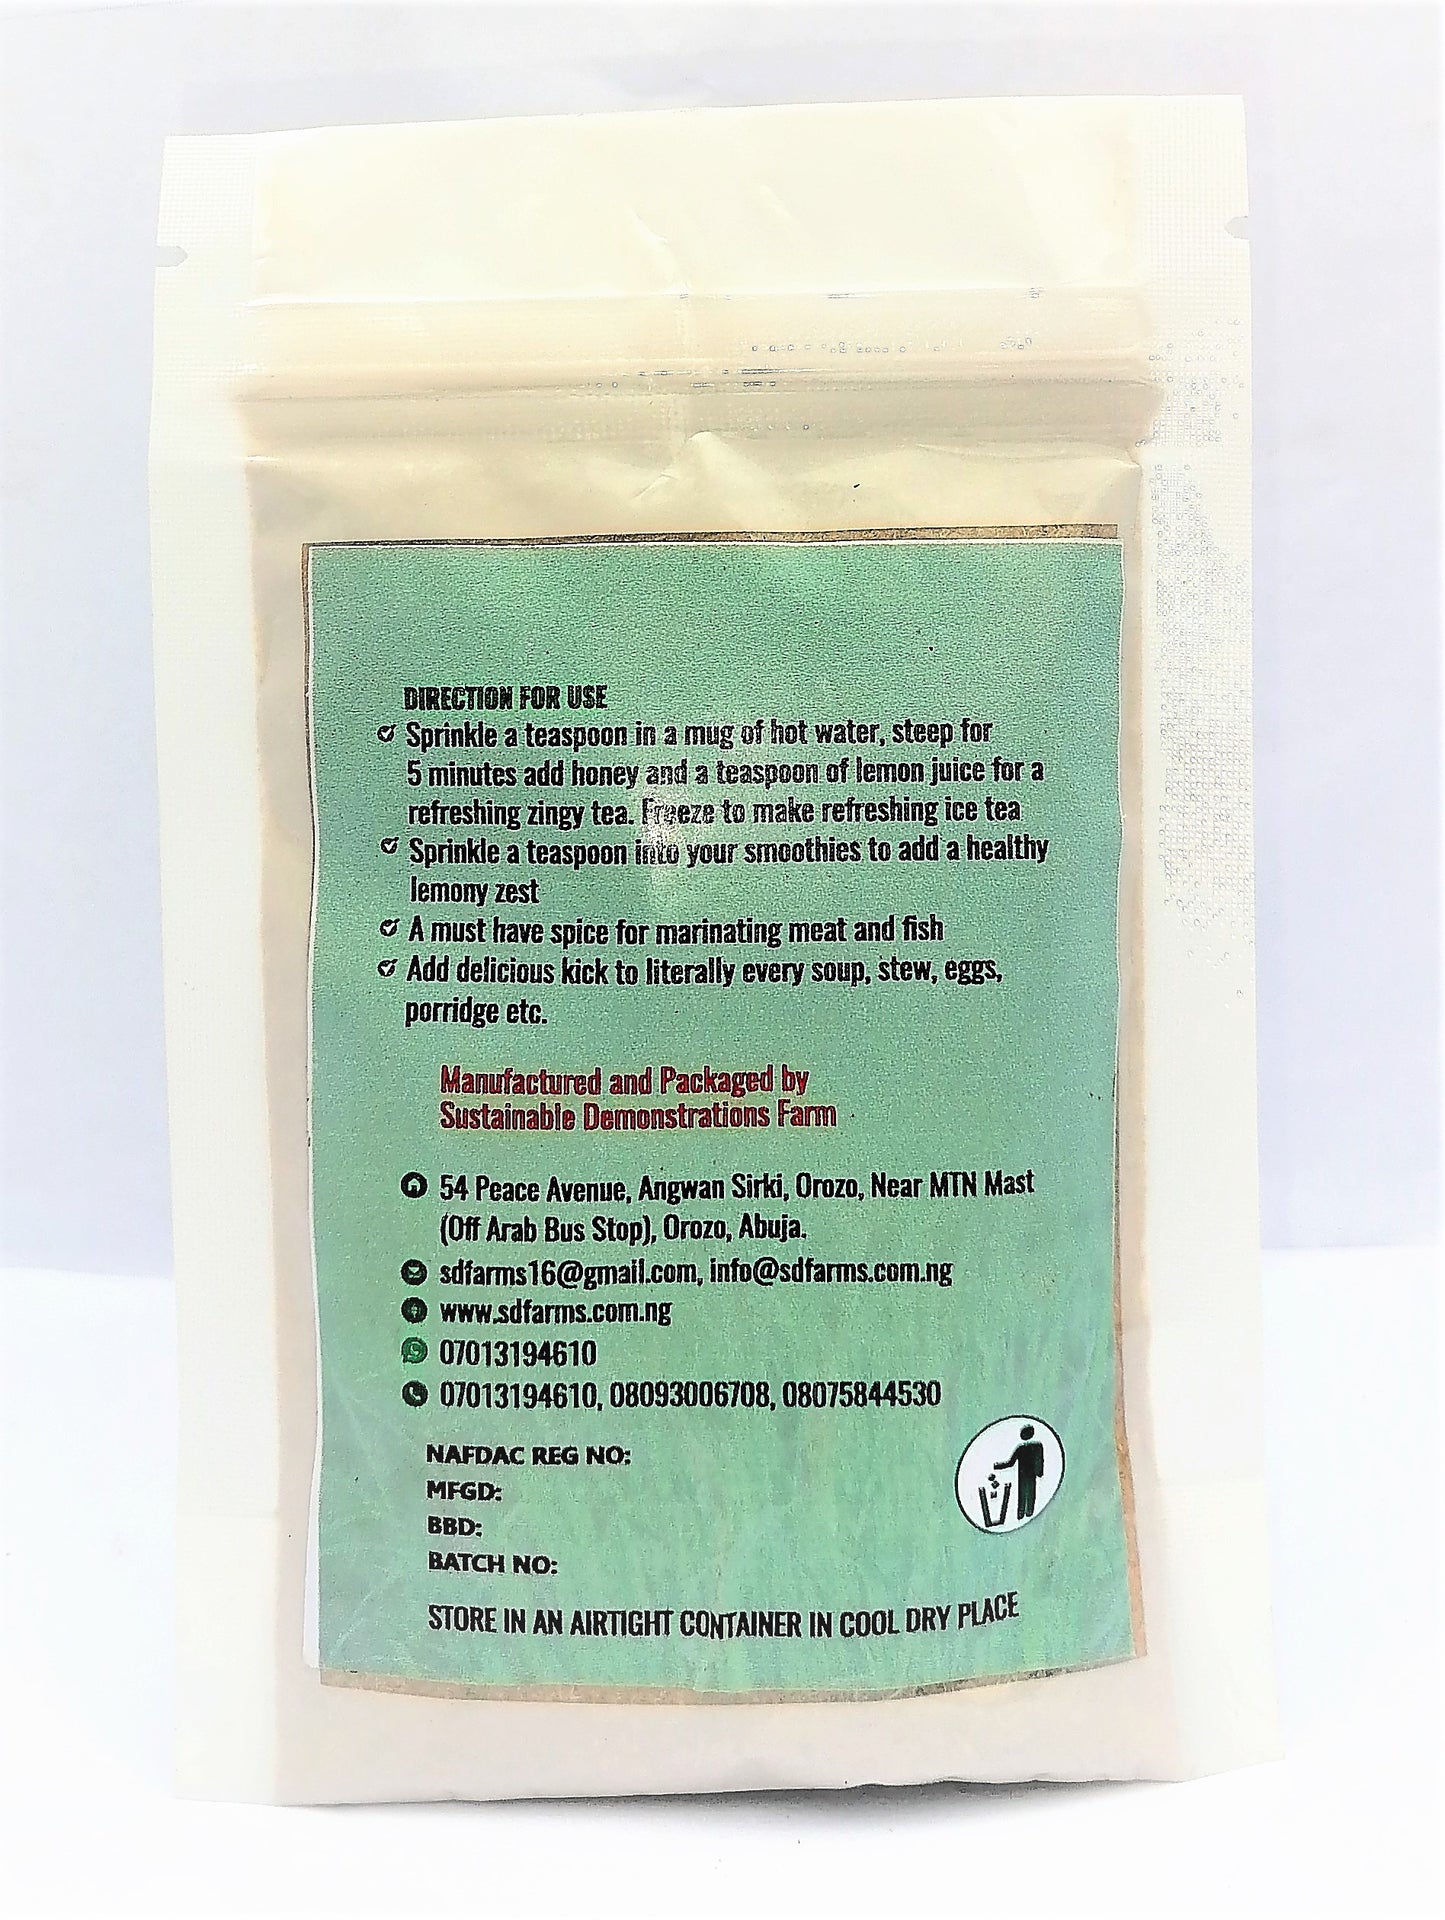 DIRECTION FOR USE
Sprinkle a teaspoon in a mug of hot water, steep for
5 minutes add honey and a teaspoon of lemon juice for a
refreshing zingy tea. Freeze to make refreshing ice tea
Sprinkle a teaspoon into your smoothies to add a healthy
lemony zest
A must have spice for marinating meat and fish
Add delicious kick to literally every soup, stew, eggs,
porridge etc.
Manufactured and Packaged by
Sustainable Demonstrations Farm
54 Peace Avenue, Angwan Sirki, Orozo, Near MTN Mast
(Off Arab Bus Stop), Orozo, Abuja.
sdfarms16@gmail.com, info@sdfarms.com.ng
www.sdfarms.com.ng
07013194610
07013194610, 08093006708, 08075844530
NAFDAC REG NO:
MFGD:
BBD:
BATCH NO:
STORE IN AN AIRTIGHT CONTAINER IN COOL DRY PLACE